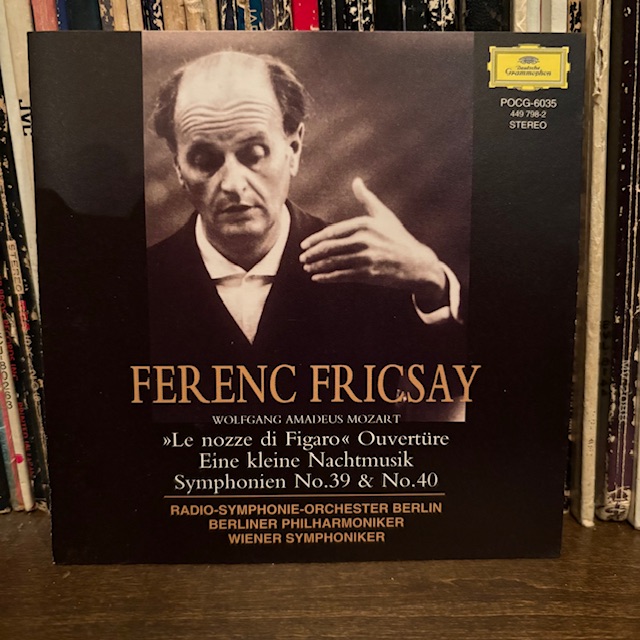 Deutsche
Grammophon
POCG-6035
449 798-2
STEREO
FERENC FRICSAY
WOLFGANG AMADEUS MOZART
»Le nozze di Figaro« Ouvertüre
Eine kleine Nachtmusik
Symphonien No.39 & No.40
RADIO-SYMPHONIE-ORCHESTER BERLIN
BERLINER PHILHARMONIKER
WIENER SYMPHONIKER
STEREO